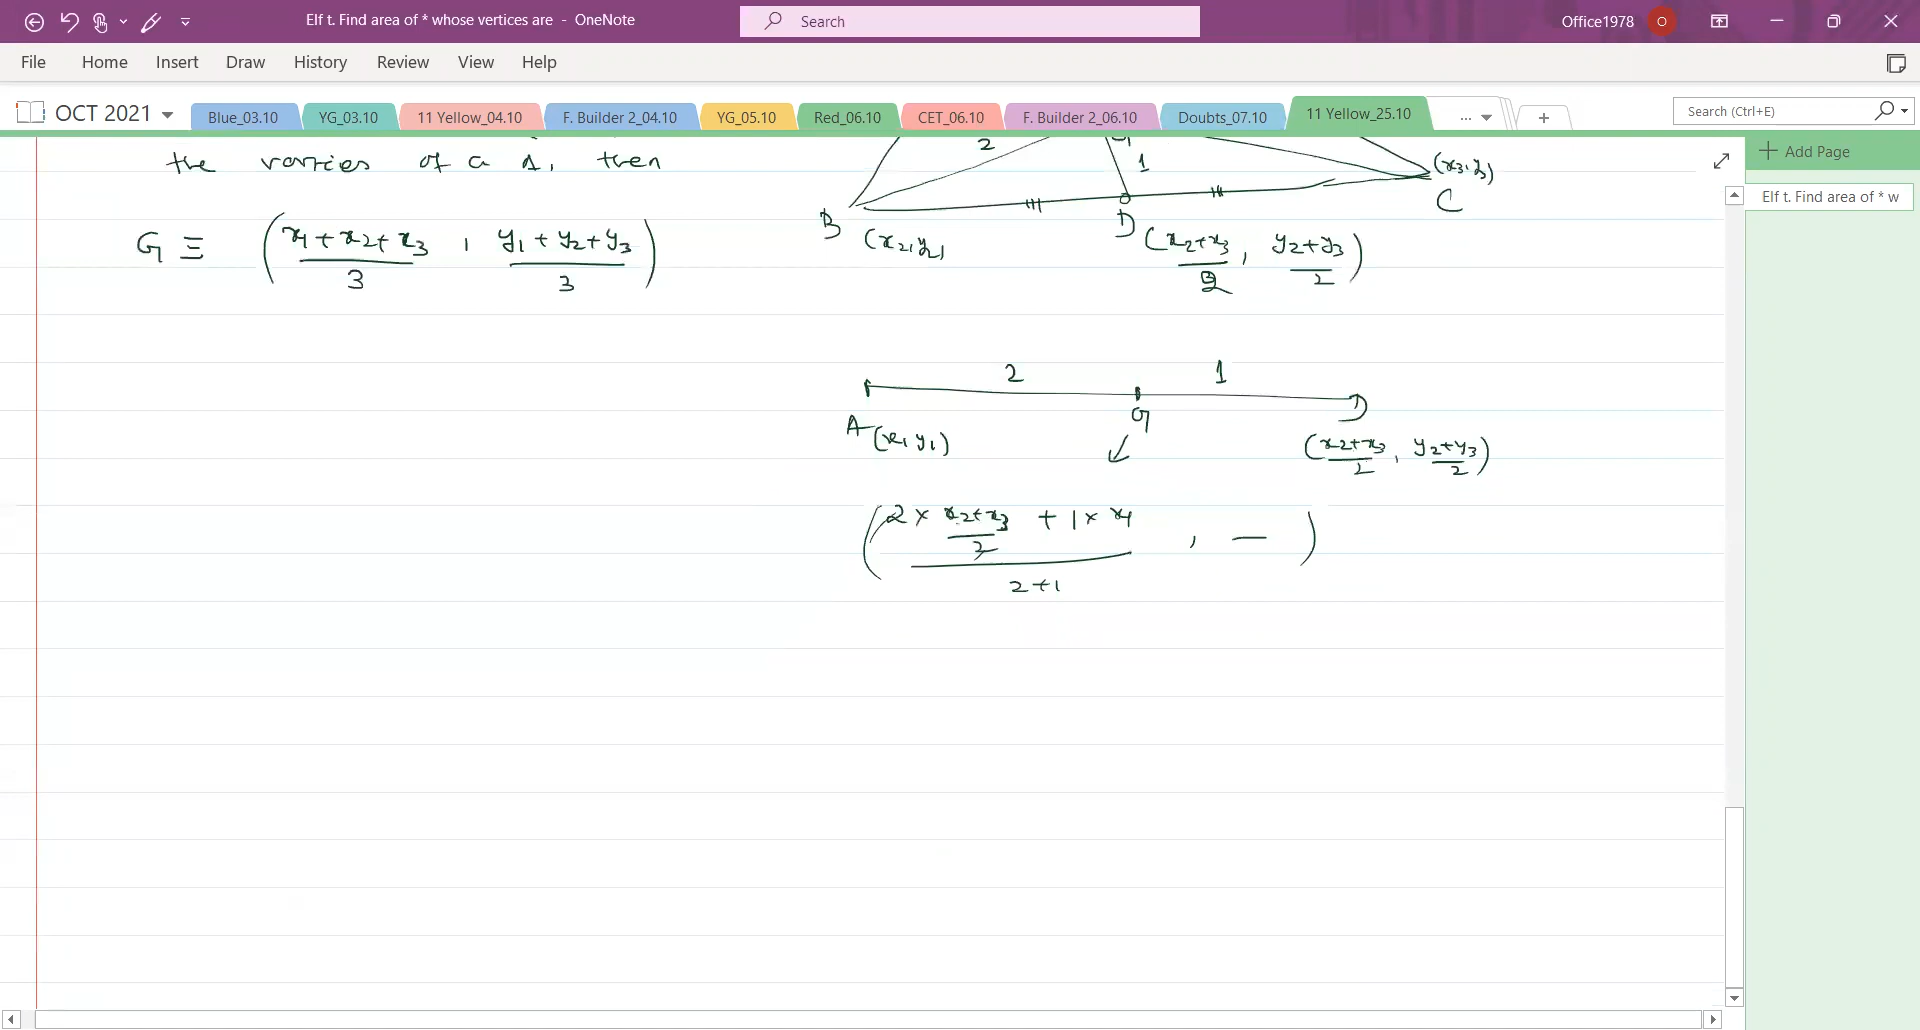 Elf t. Find area of * whose vertices are - OneNote
Search
Office1978
O
File Home Insert Draw History Review View Help
OCT 2021
Blue_03.10 YG_03.10 11 Yellow_04.10 F. Builder 2_04.10 YG_05.10 Red_06.10 CET_06.10 F. Builder 2_06.10 Doubts_07.10 11 Yellow_25.10 ... +
Search (Ctrl+E)
+ Add Page
Elf t. Find area of * w
the vartices of a Δ, then
G ≡ ( (x1 + x2 + x3)/3 , (y1 + y2 + y3)/3 )
2
1
(x3, y3)
C
B
(x2, y2)
D ( (x2+x3)/2 , (y2+y3)/2 )
2 1
A (x1 y1)
G
D
( (x2+x3)/2 , (y2+y3)/2 )
( (2 × (x2+x3)/2 + 1 × x1)/(2+1) , — )